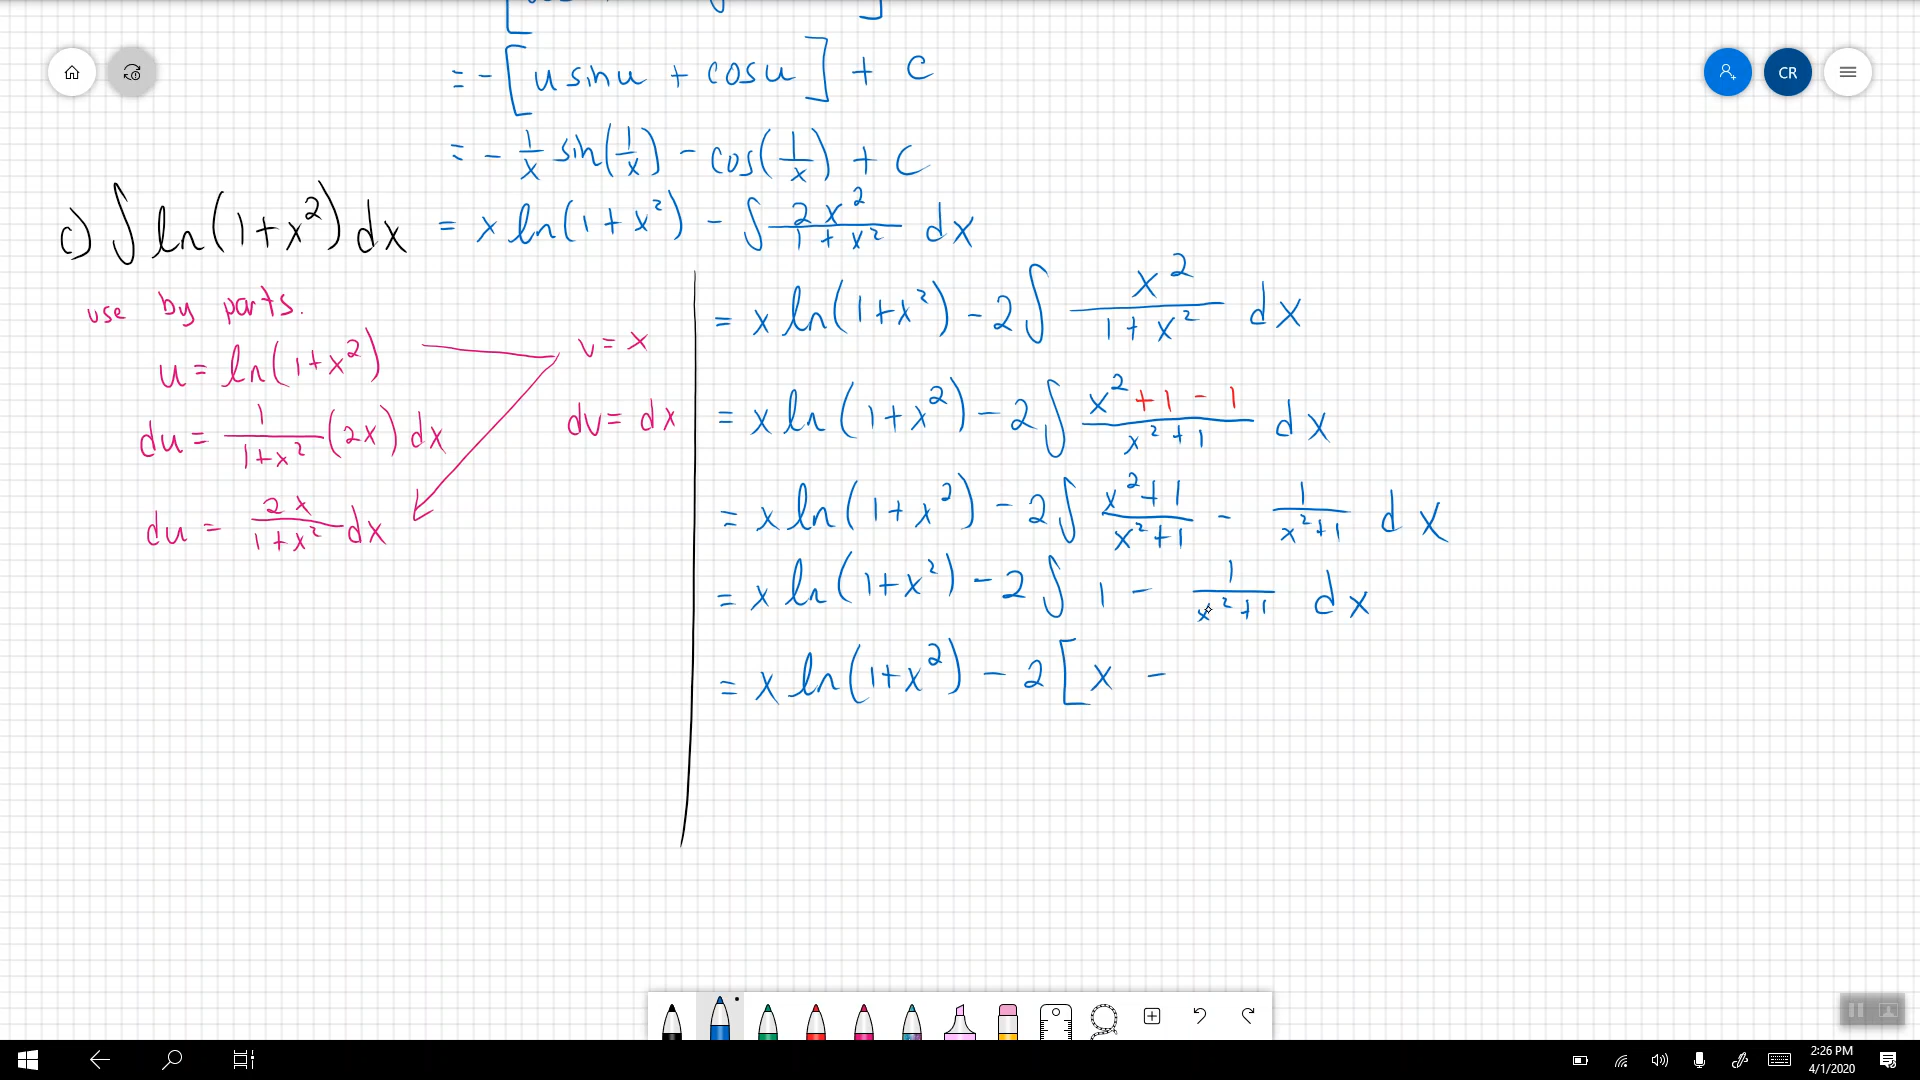 = - [u sin u + cos u] + C
= - 1/x sin(1/x) - cos(1/x) + C
c) ∫ ln(1+x²) dx = x ln(1+x²) - ∫ 2x²/(1+x²) dx
use by parts.
u = ln(1+x²)
v = x
du = 1/(1+x²) (2x) dx
dv = dx
du = 2x/(1+x²) dx
= x ln(1+x²) - 2∫ x²/(1+x²) dx
= x ln(1+x²) - 2∫ (x²+1-1)/(x²+1) dx
= x ln(1+x²) - 2∫ (x²+1)/(x²+1) - 1/(x²+1) dx
= x ln(1+x²) - 2∫ 1 - 1/(x²+1) dx
= x ln(1+x²) - 2[x -
CR
2:26 PM
4/1/2020